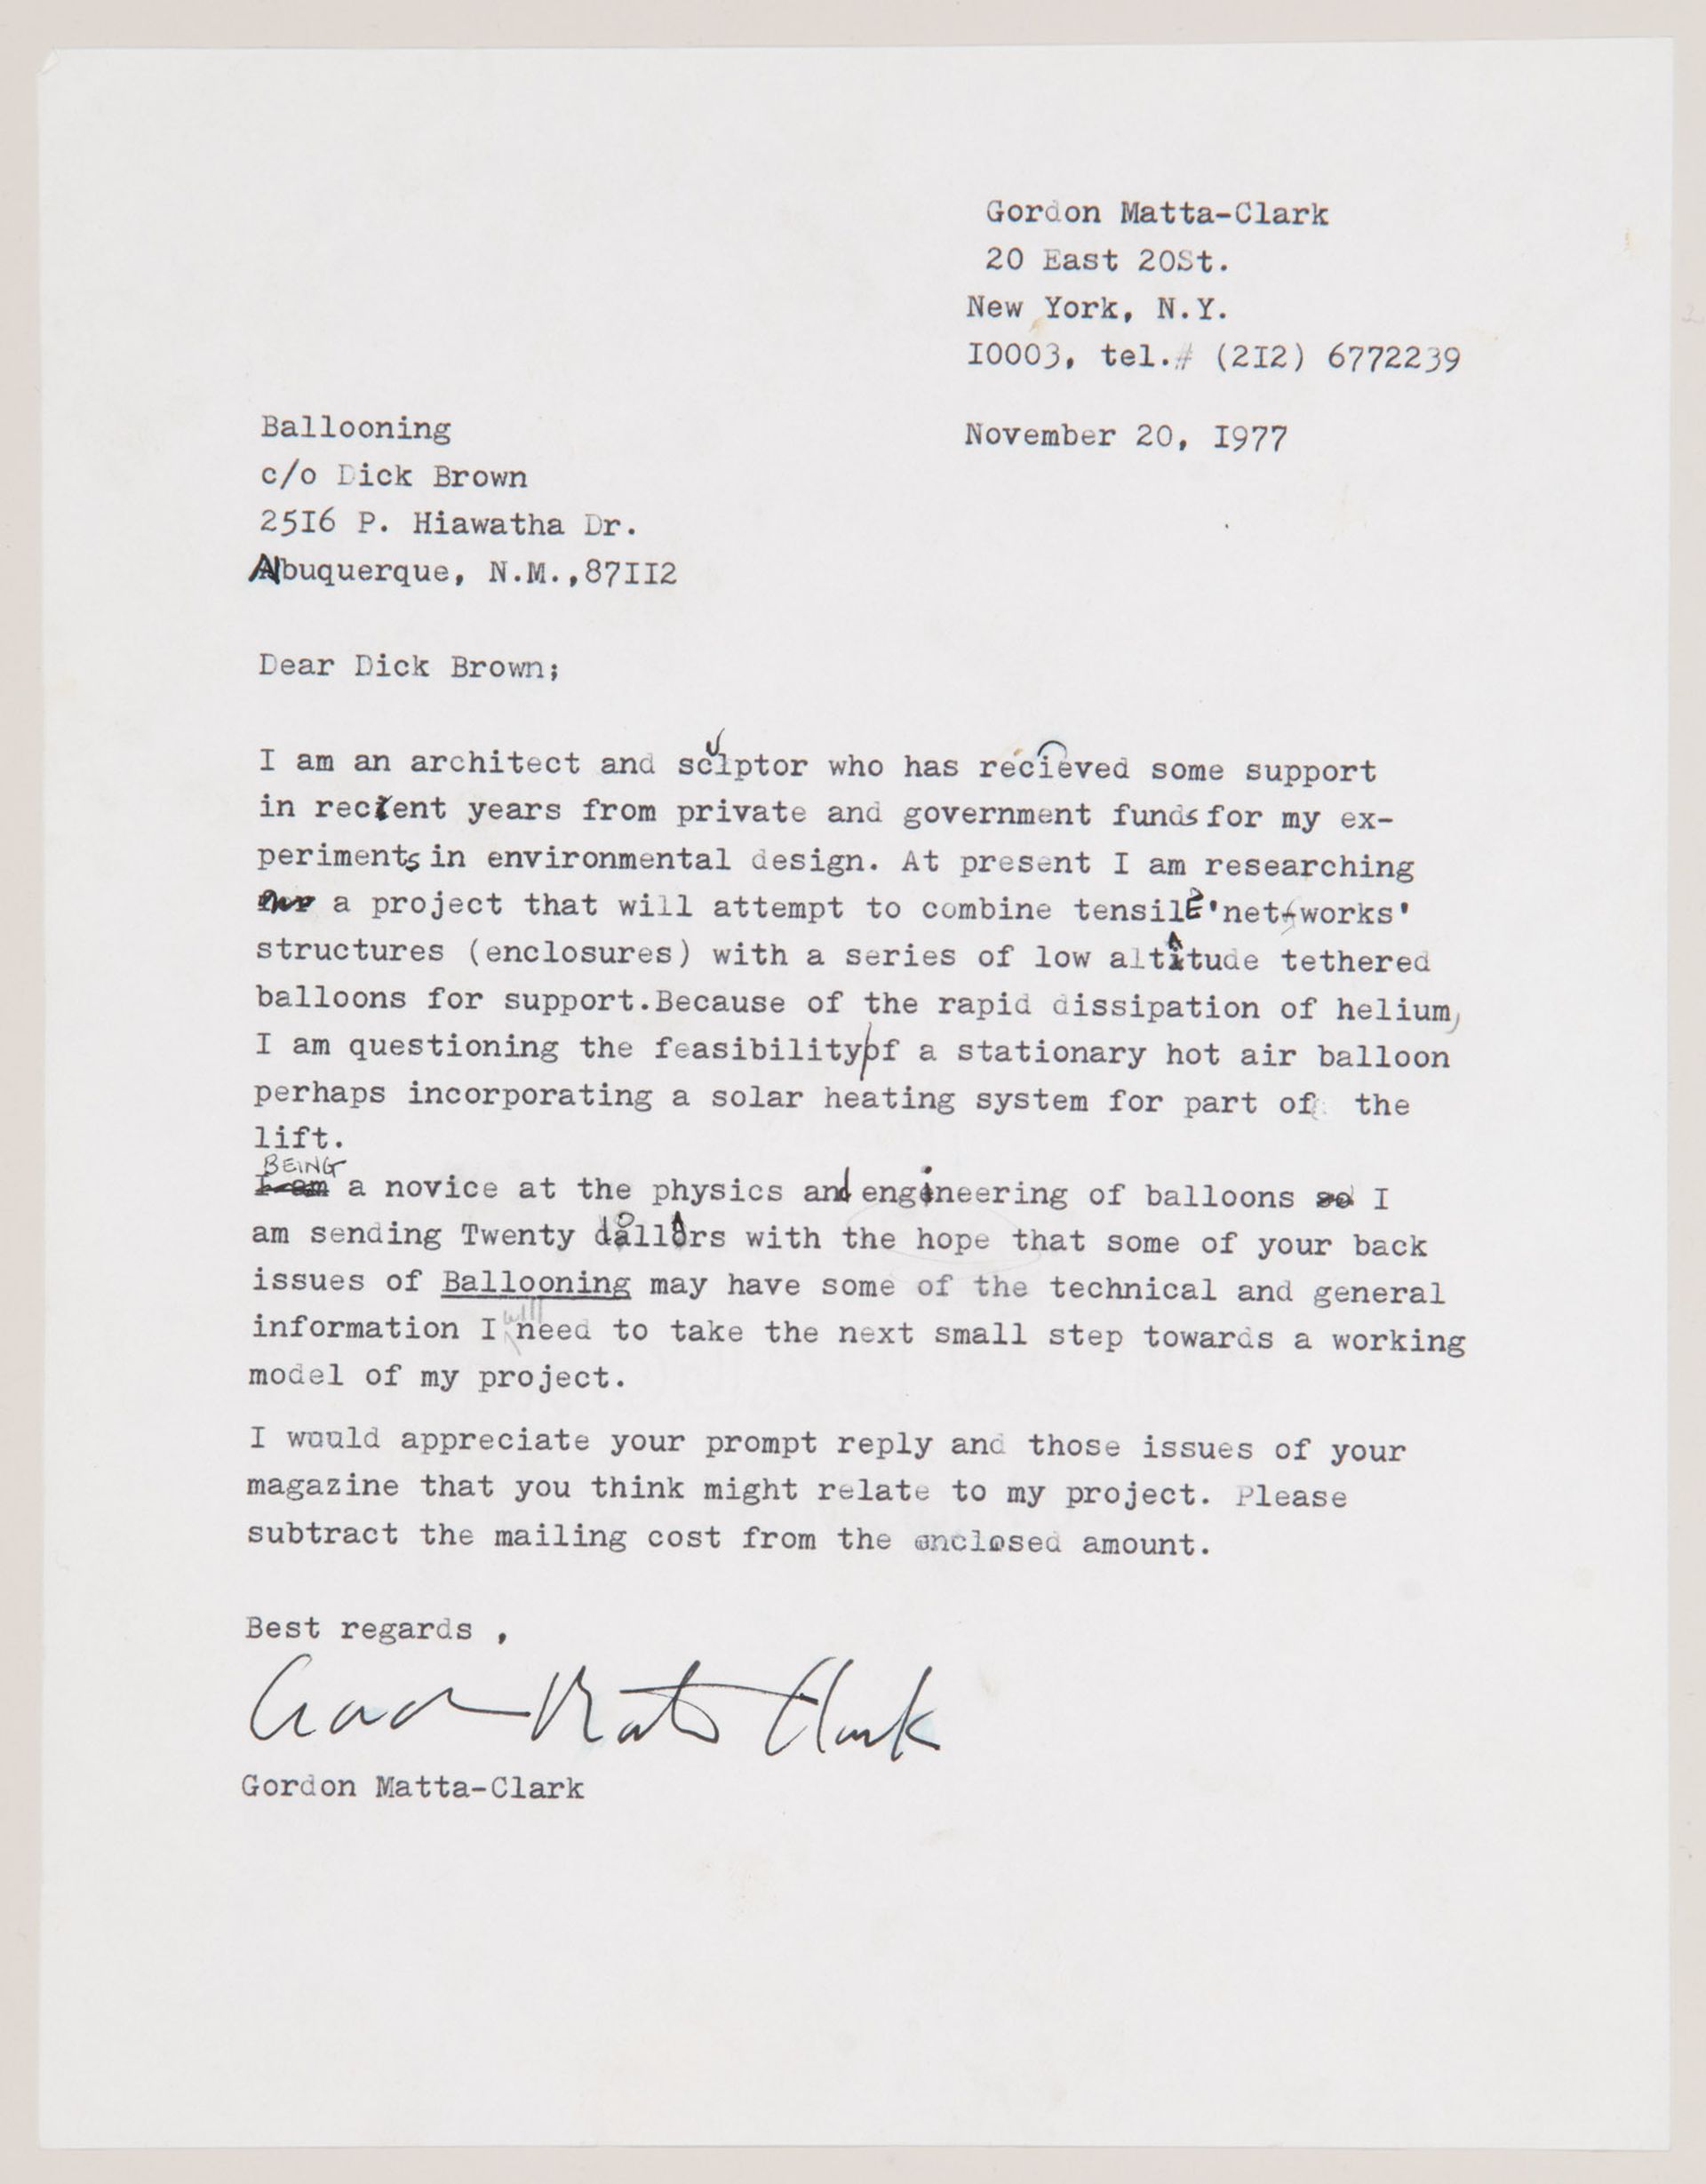 Gordon Matta-Clark
20 East 20St.
New York, N.Y.
I0003, tel.# (2I2) 6772239
November 20, I977
Ballooning
c/o Dick Brown
25I6 P. Hiawatha Dr.
Albuquerque, N.M.,87II2
Dear Dick Brown;
I am an architect and sculptor who has recieved some support
in recent years from private and government funds for my ex-
periments in environmental design. At present I am researching
a project that will attempt to combine tensile 'net-works'
structures (enclosures) with a series of low altitude tethered
balloons for support.Because of the rapid dissipation of helium,
I am questioning the feasibility/of a stationary hot air balloon
perhaps incorporating a solar heating system for part of the
lift.
BEING
I am a novice at the physics and engineering of balloons so I
am sending Twenty dollars with the hope that some of your back
issues of Ballooning may have some of the technical and general
will
information I need to take the next small step towards a working
model of my project.
I would appreciate your prompt reply and those issues of your
magazine that you think might relate to my project. Please
subtract the mailing cost from the enclosed amount.
Best regards ,
Gordon Matta Clark
Gordon Matta-Clark